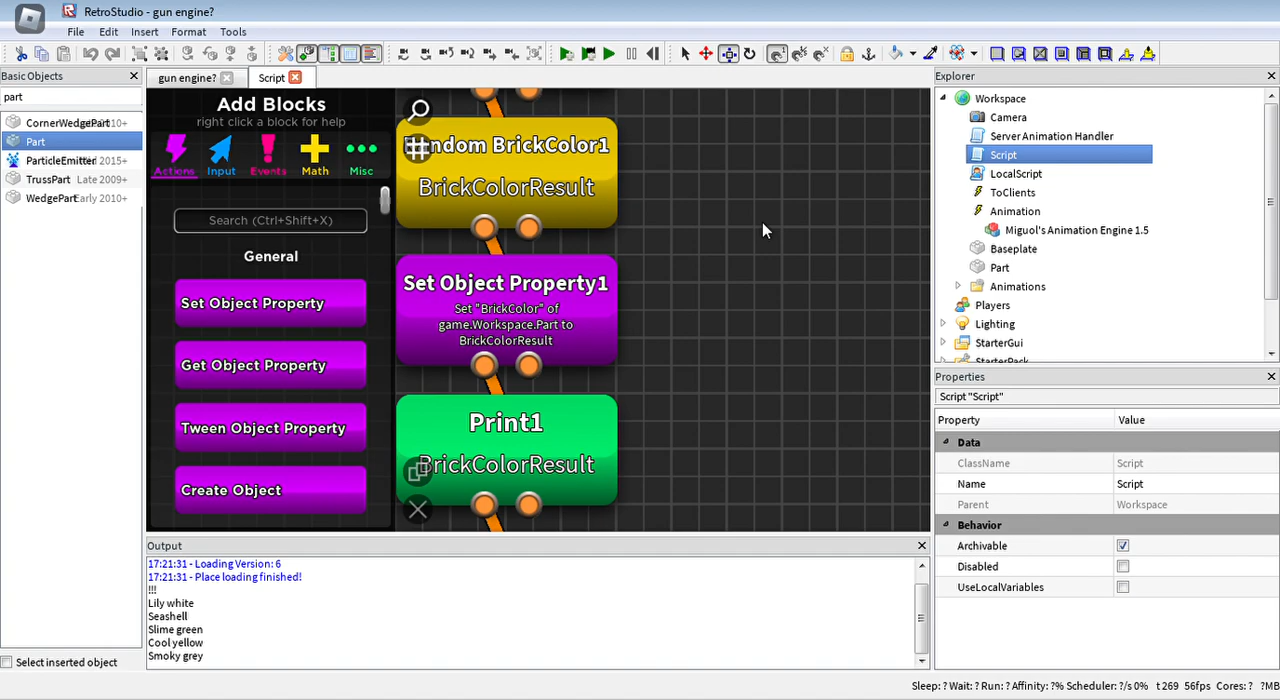 RetroStudio - gun engine?
File Edit Insert Format Tools
Basic Objects
part
CornerWedgePart 2010+
Part
ParticleEmitter 2015+
TrussPart Late 2009+
WedgePart Early 2010+
Select inserted object
gun engine? Script
Add Blocks
right click a block for help
Actions Input Events Math Misc
Search (Ctrl+Shift+X)
General
Set Object Property
Get Object Property
Tween Object Property
Create Object
Random BrickColor1
BrickColorResult
Set Object Property1
Set "BrickColor" of
game.Workspace.Part to
BrickColorResult
Print1
BrickColorResult
Output
17:21:31 - Loading Version: 6
17:21:31 - Place loading finished!
!!!
Lily white
Seashell
Slime green
Cool yellow
Smoky grey
Explorer
Workspace
Camera
Server Animation Handler
Script
LocalScript
ToClients
Animation
Miguol's Animation Engine 1.5
Baseplate
Part
Animations
Players
Lighting
StarterGui
StarterPack
Properties
Script "Script"
Property Value
Data
ClassName Script
Name Script
Parent Workspace
Behavior
Archivable
Disabled
UseLocalVariables
Sleep: ? Wait: ? Run: ? Affinity: ?% Scheduler: ?/s 0% t 269 56fps Cores: ? ?MB